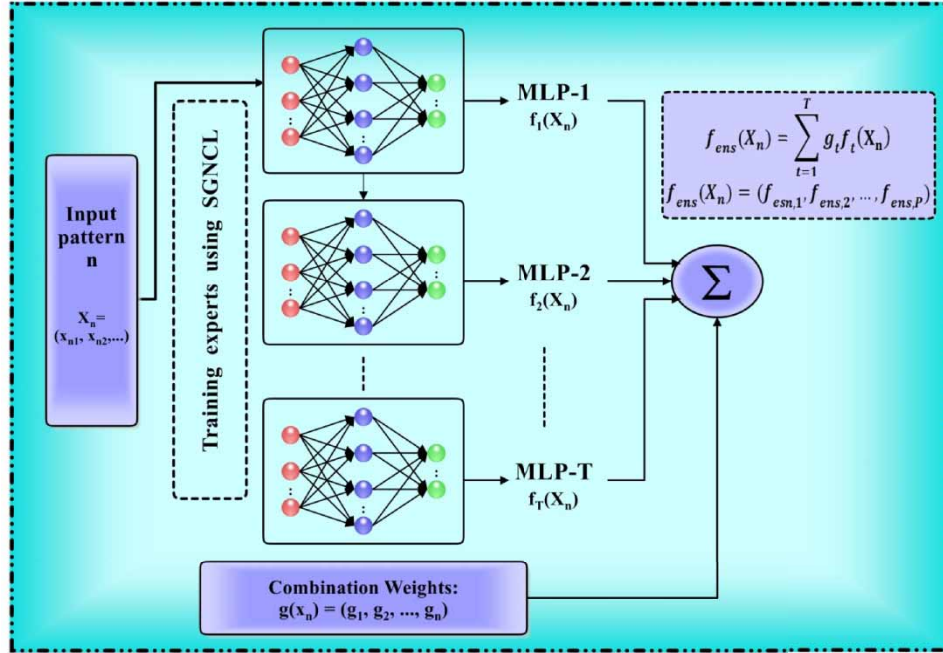 Input
pattern
n
X_n=
(x_n1, x_n2,...)
Training experts using SGNCL
MLP-1
f_1(X_n)
MLP-2
f_2(X_n)
MLP-T
f_T(X_n)
f_ens(X_n) = ∑_{t=1}^{T} g_t f_t(X_n)
f_ens(X_n) = (f_esn,1, f_ens,2, ..., f_ens,P)
Σ
Combination Weights:
g(x_n) = (g_1, g_2, ..., g_n)